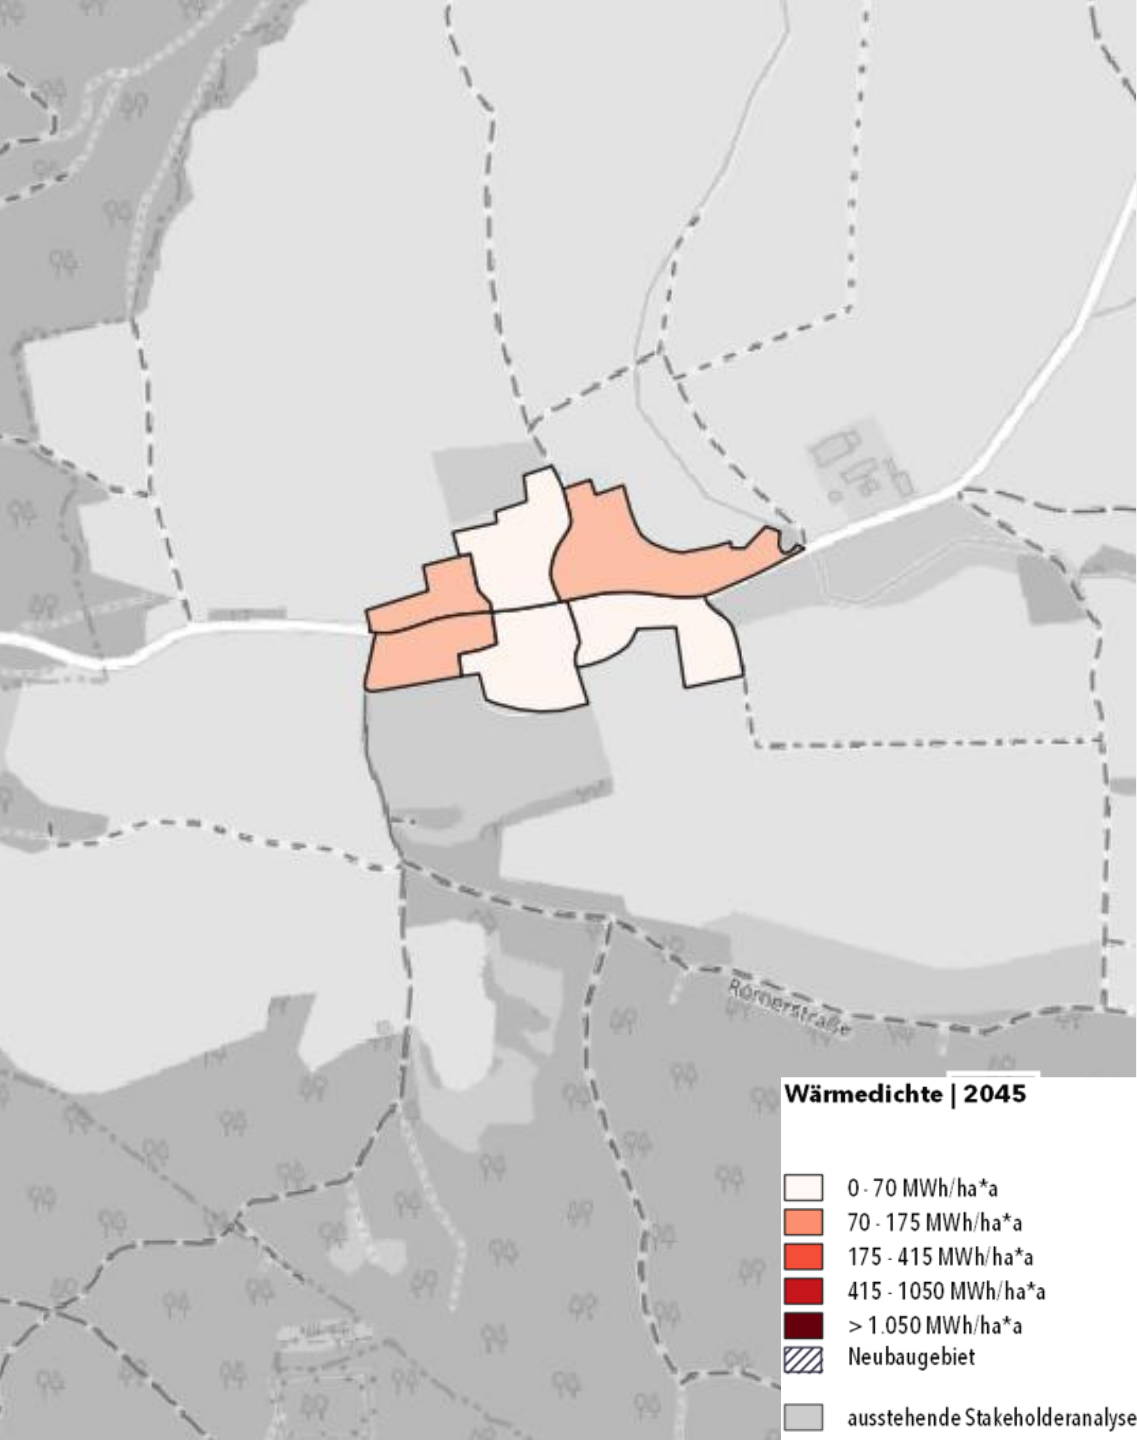 Römerstraße
Wärmedichte | 2045
0 - 70 MWh/ha*a
70 - 175 MWh/ha*a
175 - 415 MWh/ha*a
415 - 1050 MWh/ha*a
> 1.050 MWh/ha*a
Neubaugebiet
ausstehende Stakeholderanalyse